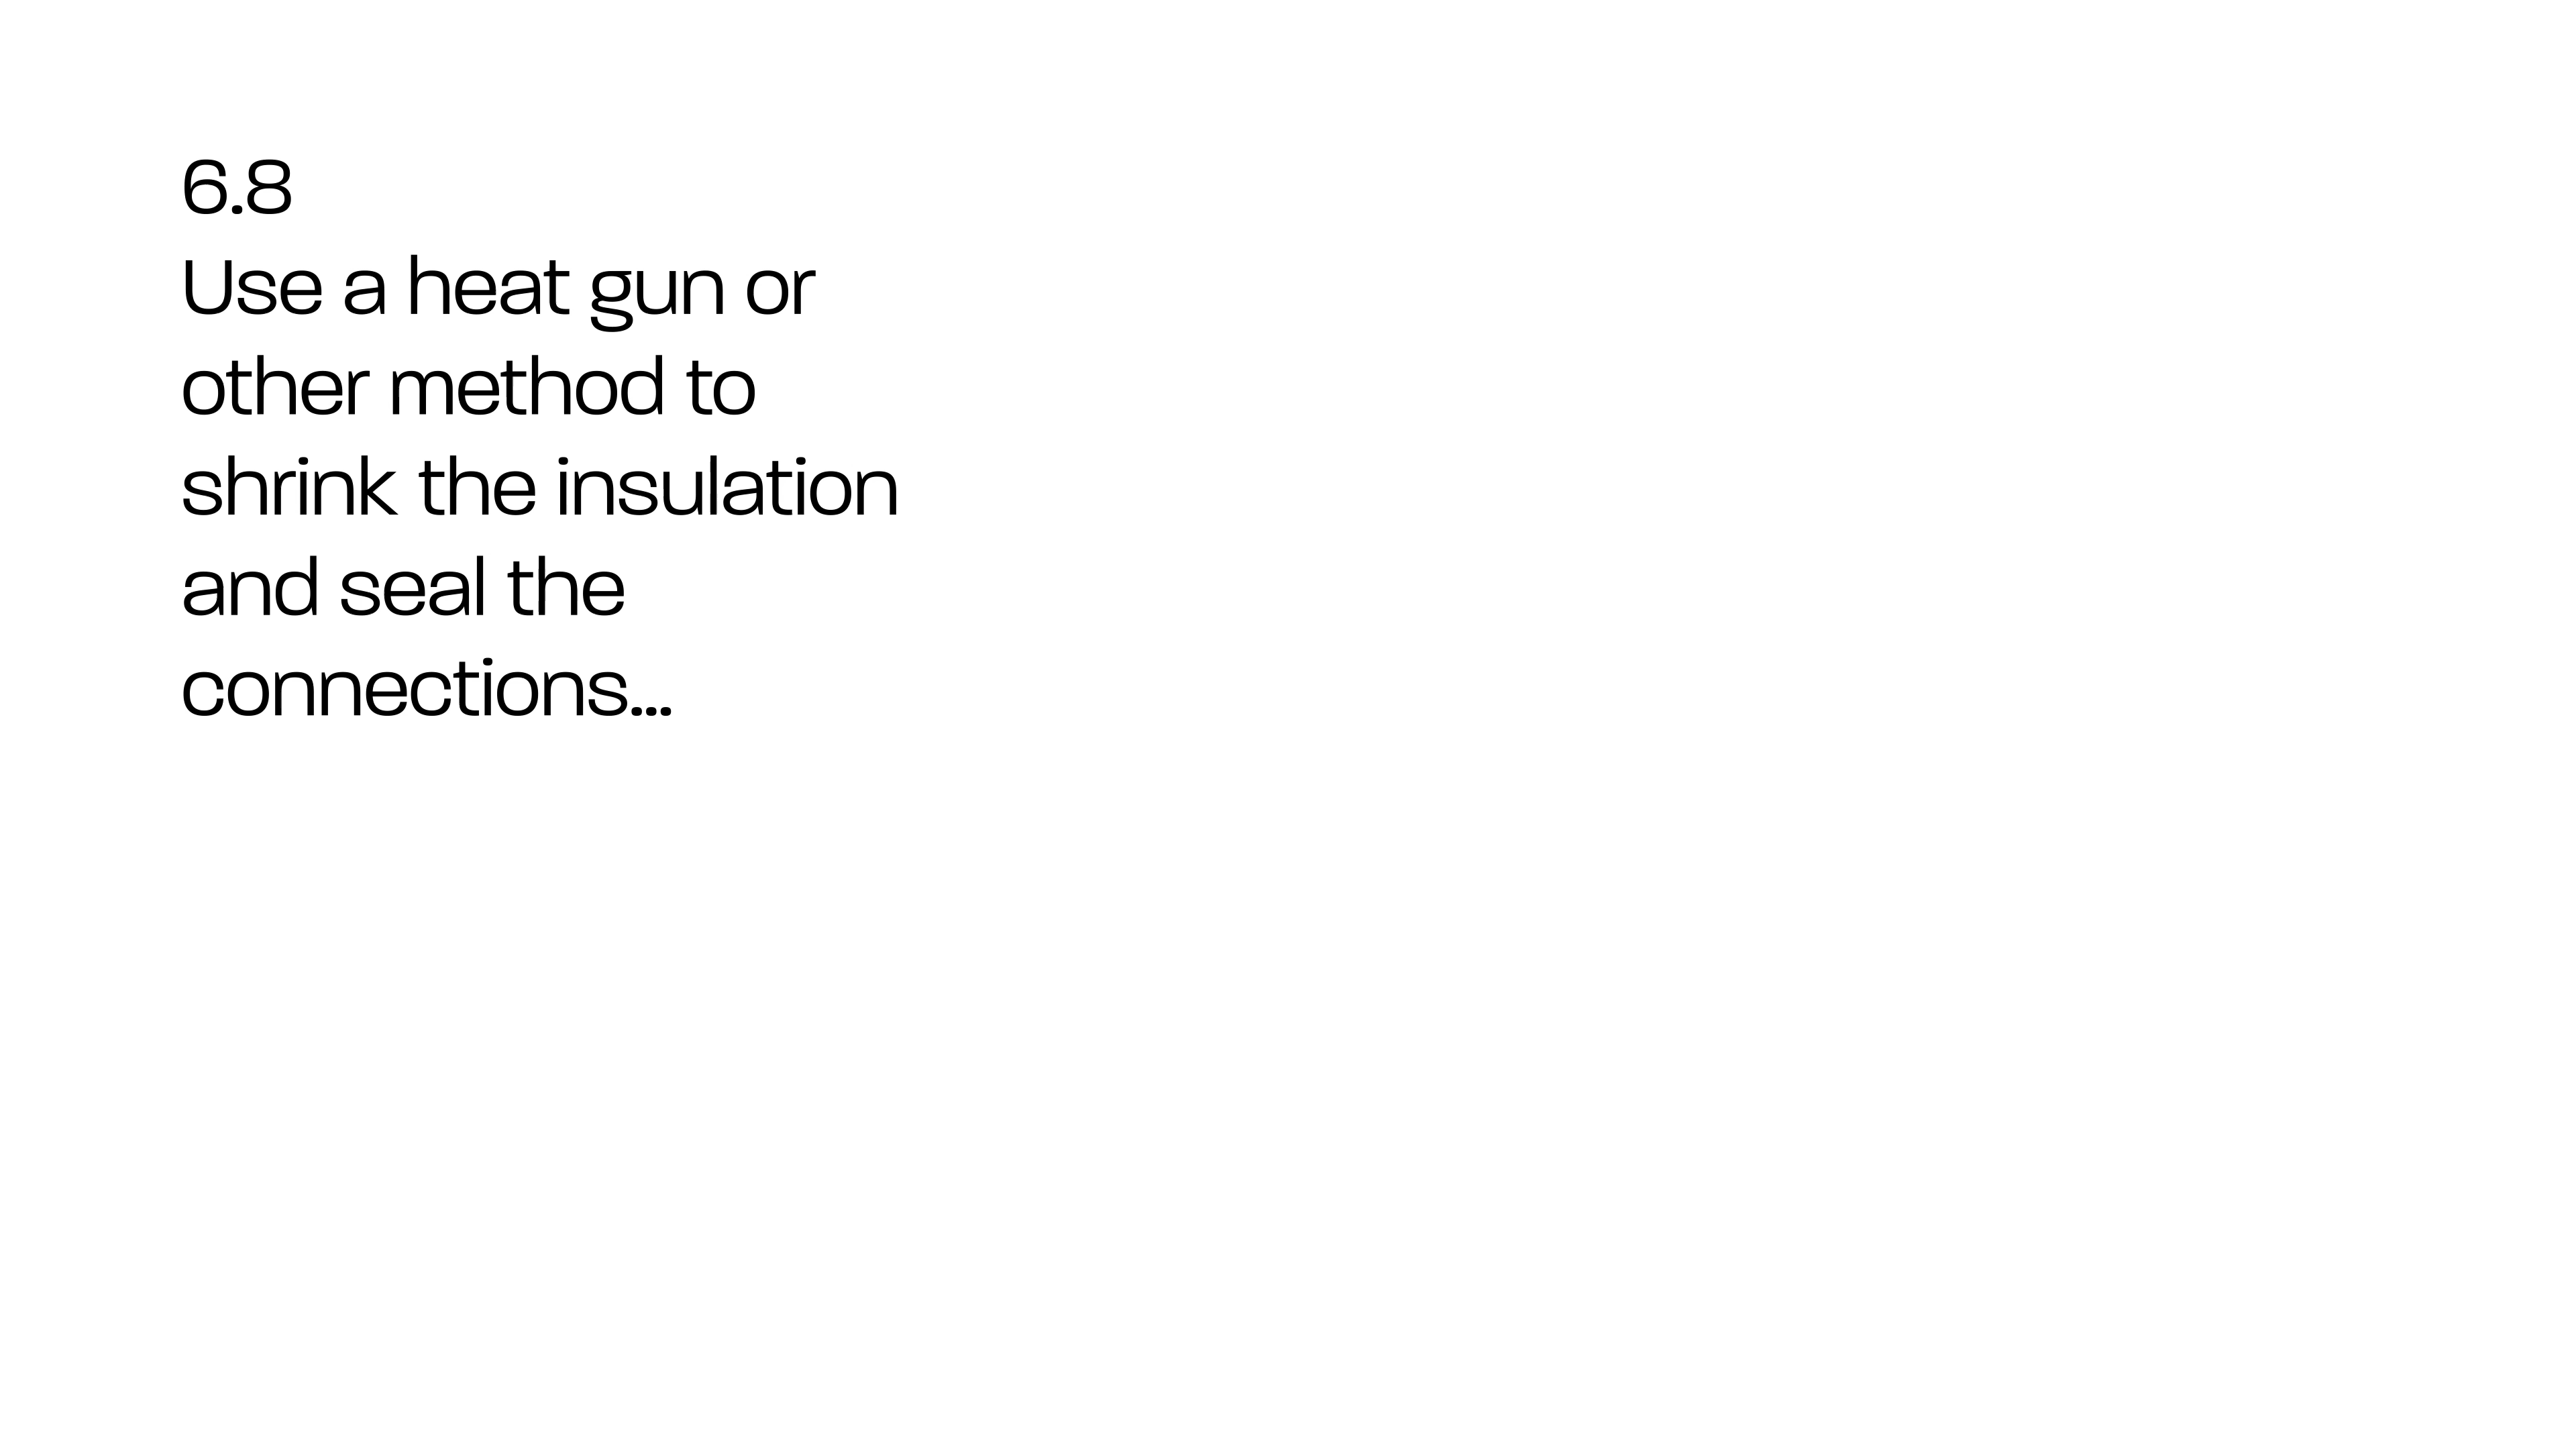 6.8
Use a heat gun or
other method to
shrink the insulation
and seal the
connections...